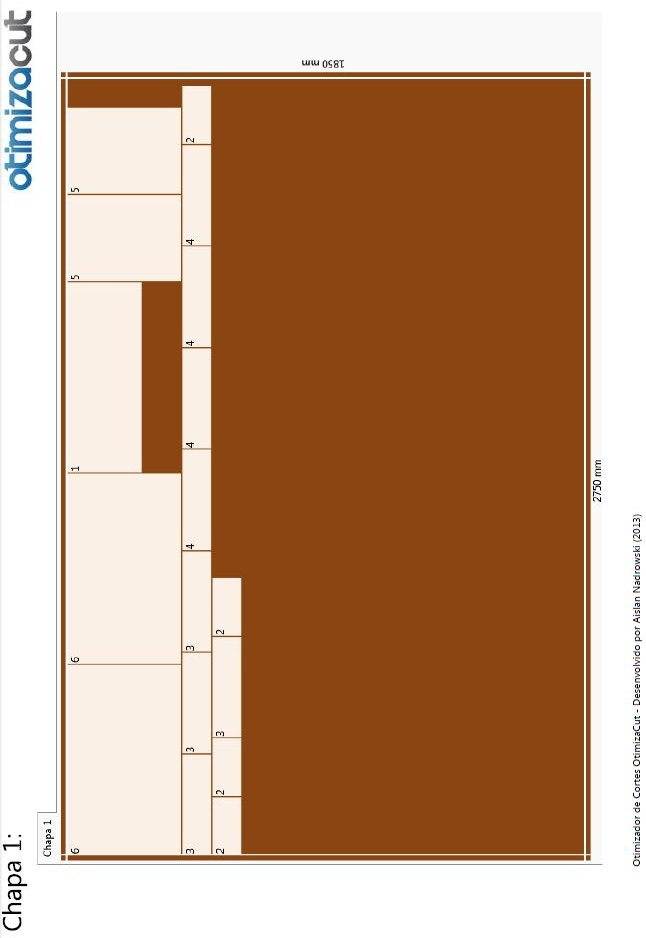 Chapa 1:
otimizacut
Chapa 1
1850 mm
2750 mm
6
6
1
5
5
3
3
3
4
4
4
4
2
2
2
3
2
Otimizador de Cortes OtimizaCut - Desenvolvido por Aislan Nadrowski (2013)